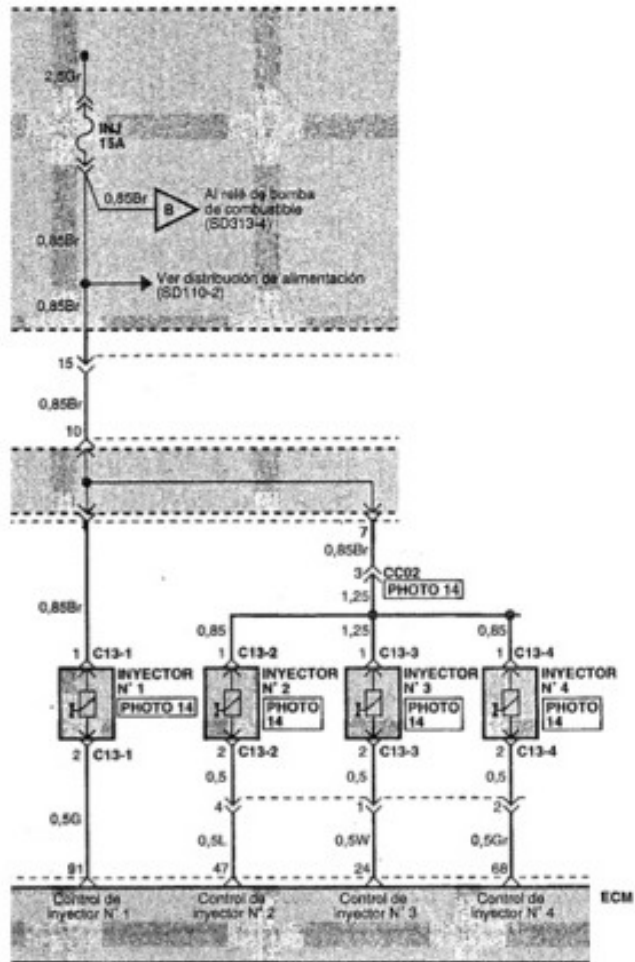 2,5Gr
INJ
15A
0,85Br
B
Al relé de bomba
de combustible
(SD313-4)
0,85Br
Ver distribución de alimentación
(SD110-2)
0,85Br
15
0,85Br
10
7
0,85Br
3
CC02
PHOTO 14
1,25
0,85Br
0,85
1,25
0,85
1
C13-1
1
C13-2
1
C13-3
1
C13-4
INYECTOR
N° 1
PHOTO 14
INYECTOR
N° 2
PHOTO
14
INYECTOR
N° 3
PHOTO
14
INYECTOR
N° 4
PHOTO
14
2
C13-1
2
C13-2
2
C13-3
2
C13-4
0,5
0,5
0,5
4
1
2
0,5G
0,5L
0,5W
0,5Gr
91
47
24
68
ECM
Control de
inyector N° 1
Control de
inyector N° 2
Control de
inyector N° 3
Control de
inyector N° 4